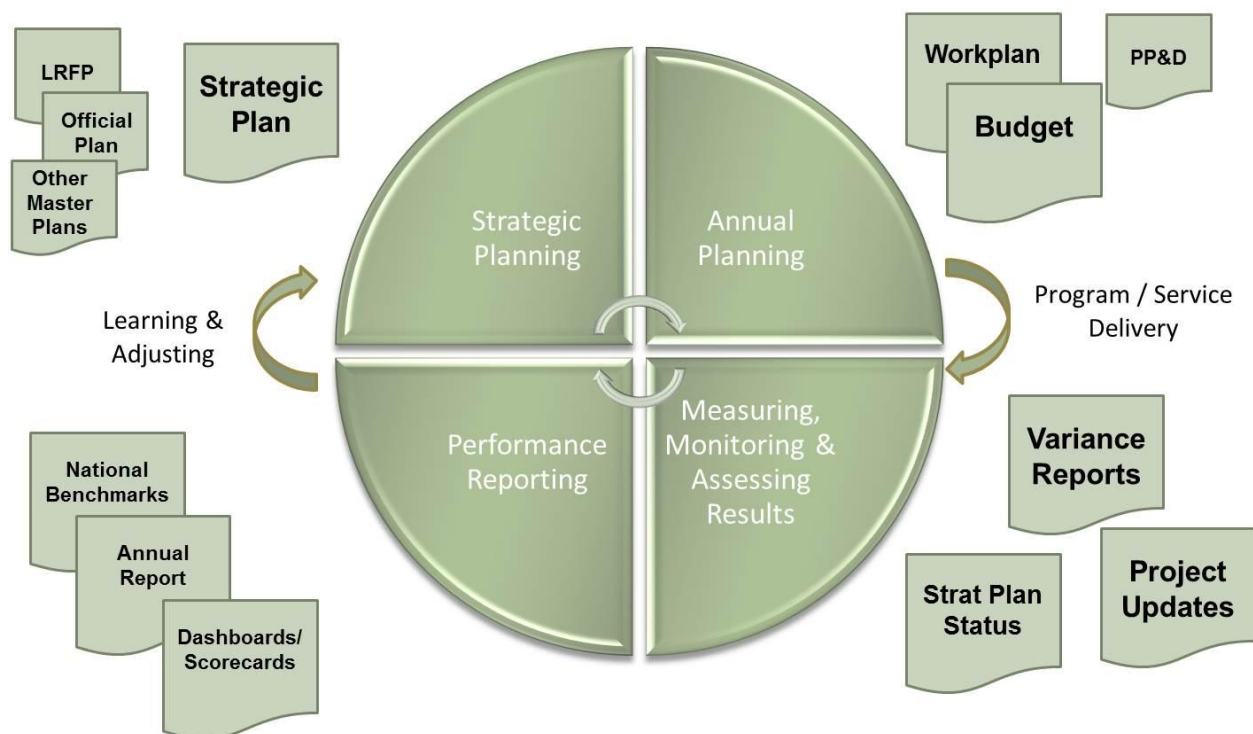 LRFP
Official
Plan
Other
Master
Plans
Strategic
Plan
Workplan
Budget
PP&D
Strategic
Planning
Annual
Planning
Learning &
Adjusting
Program / Service
Delivery
Performance
Reporting
Measuring,
Monitoring &
Assessing
Results
National
Benchmarks
Annual
Report
Dashboards/
Scorecards
Variance
Reports
Strat Plan
Status
Project
Updates